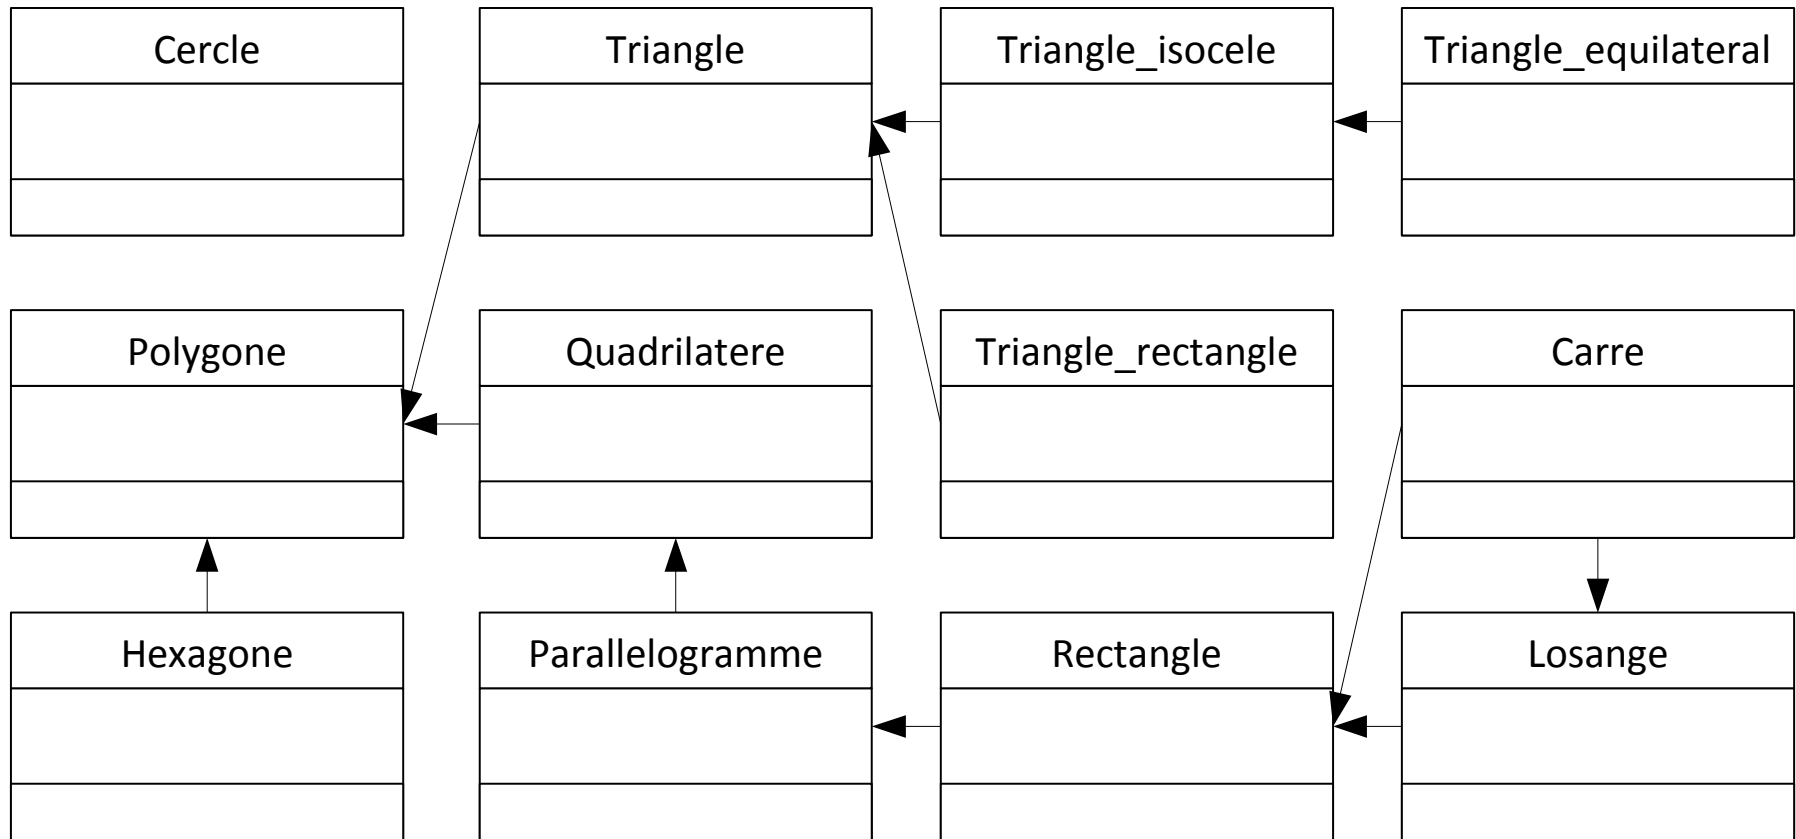 Cercle
Triangle
Triangle_isocele
Triangle_equilateral
Polygone
Quadrilatere
Triangle_rectangle
Carre
Hexagone
Parallelogramme
Rectangle
Losange